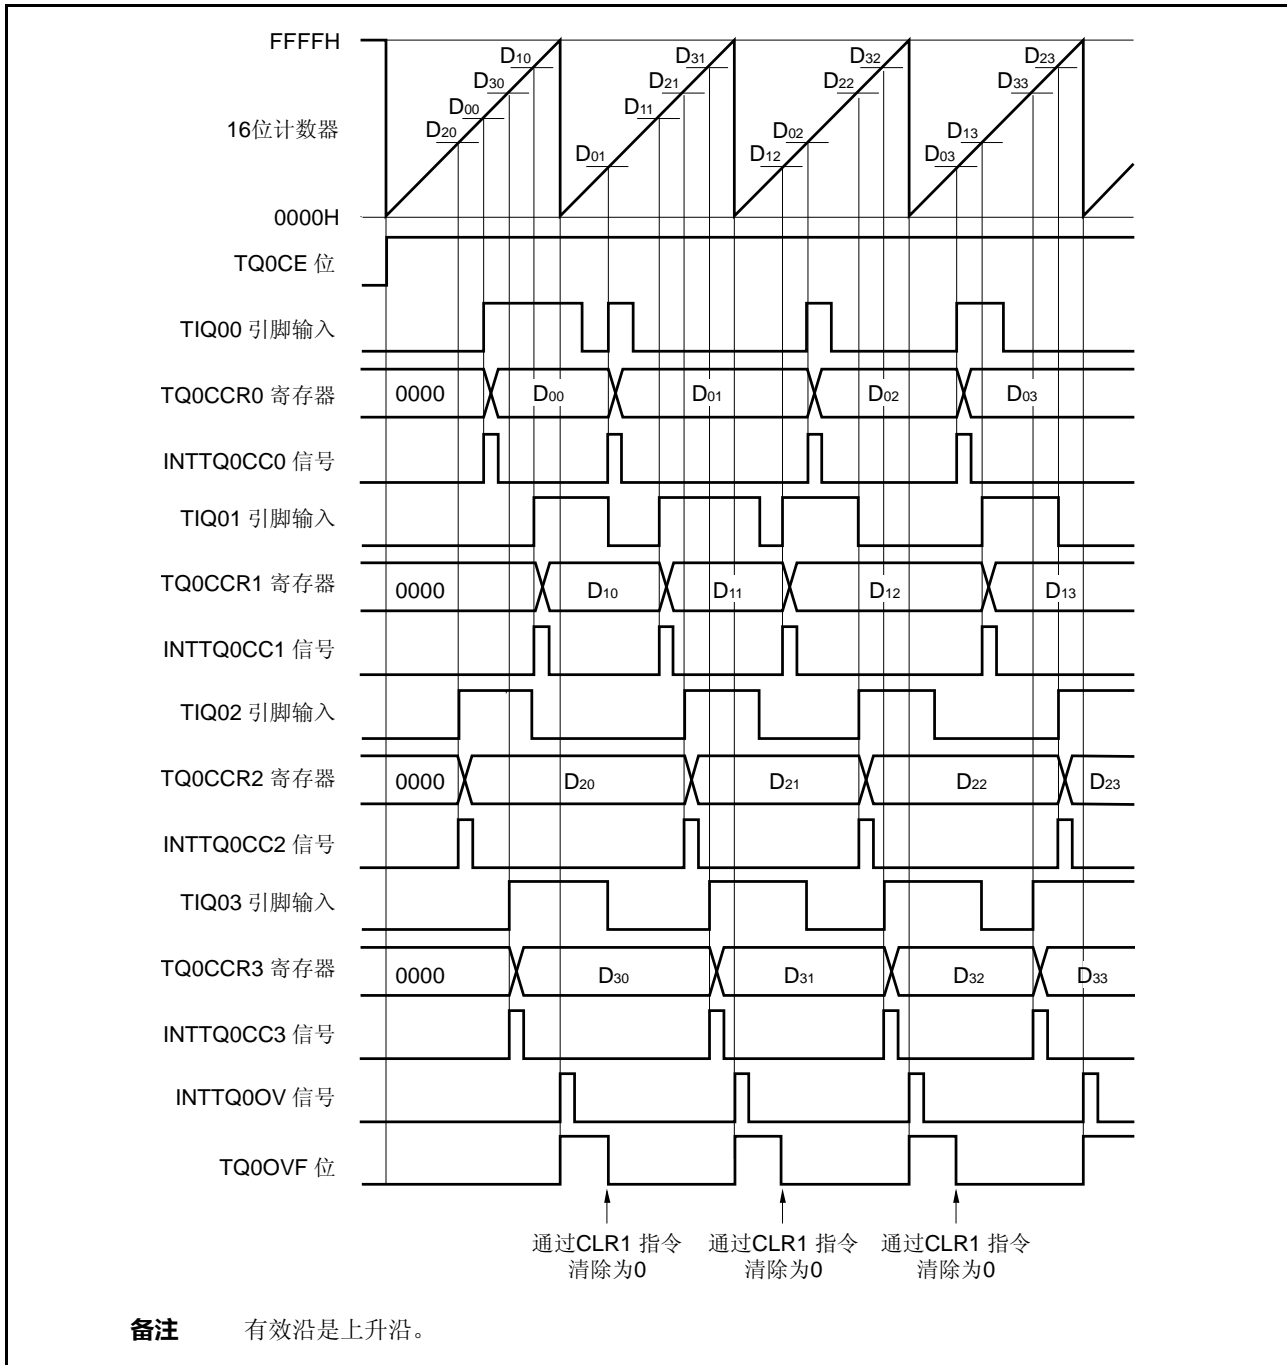 FFFFH
D10
D31
D32
D23
D30
D21
D22
D33
D00
D11
16位计数器
D20
D02
D13
D01
D12
D03
0000H
TQ0CE 位
TIQ00 引脚输入
TQ0CCR0 寄存器 0000 D00 D01 D02 D03
INTTQ0CC0 信号
TIQ01 引脚输入
TQ0CCR1 寄存器 0000 D10 D11 D12 D13
INTTQ0CC1 信号
TIQ02 引脚输入
TQ0CCR2 寄存器 0000 D20 D21 D22 D23
INTTQ0CC2 信号
TIQ03 引脚输入
TQ0CCR3 寄存器 0000 D30 D31 D32 D33
INTTQ0CC3 信号
INTTQ0OV 信号
TQ0OVF 位
通过CLR1 指令 通过CLR1 指令 通过CLR1 指令
清除为0 清除为0 清除为0
备注 有效沿是上升沿。